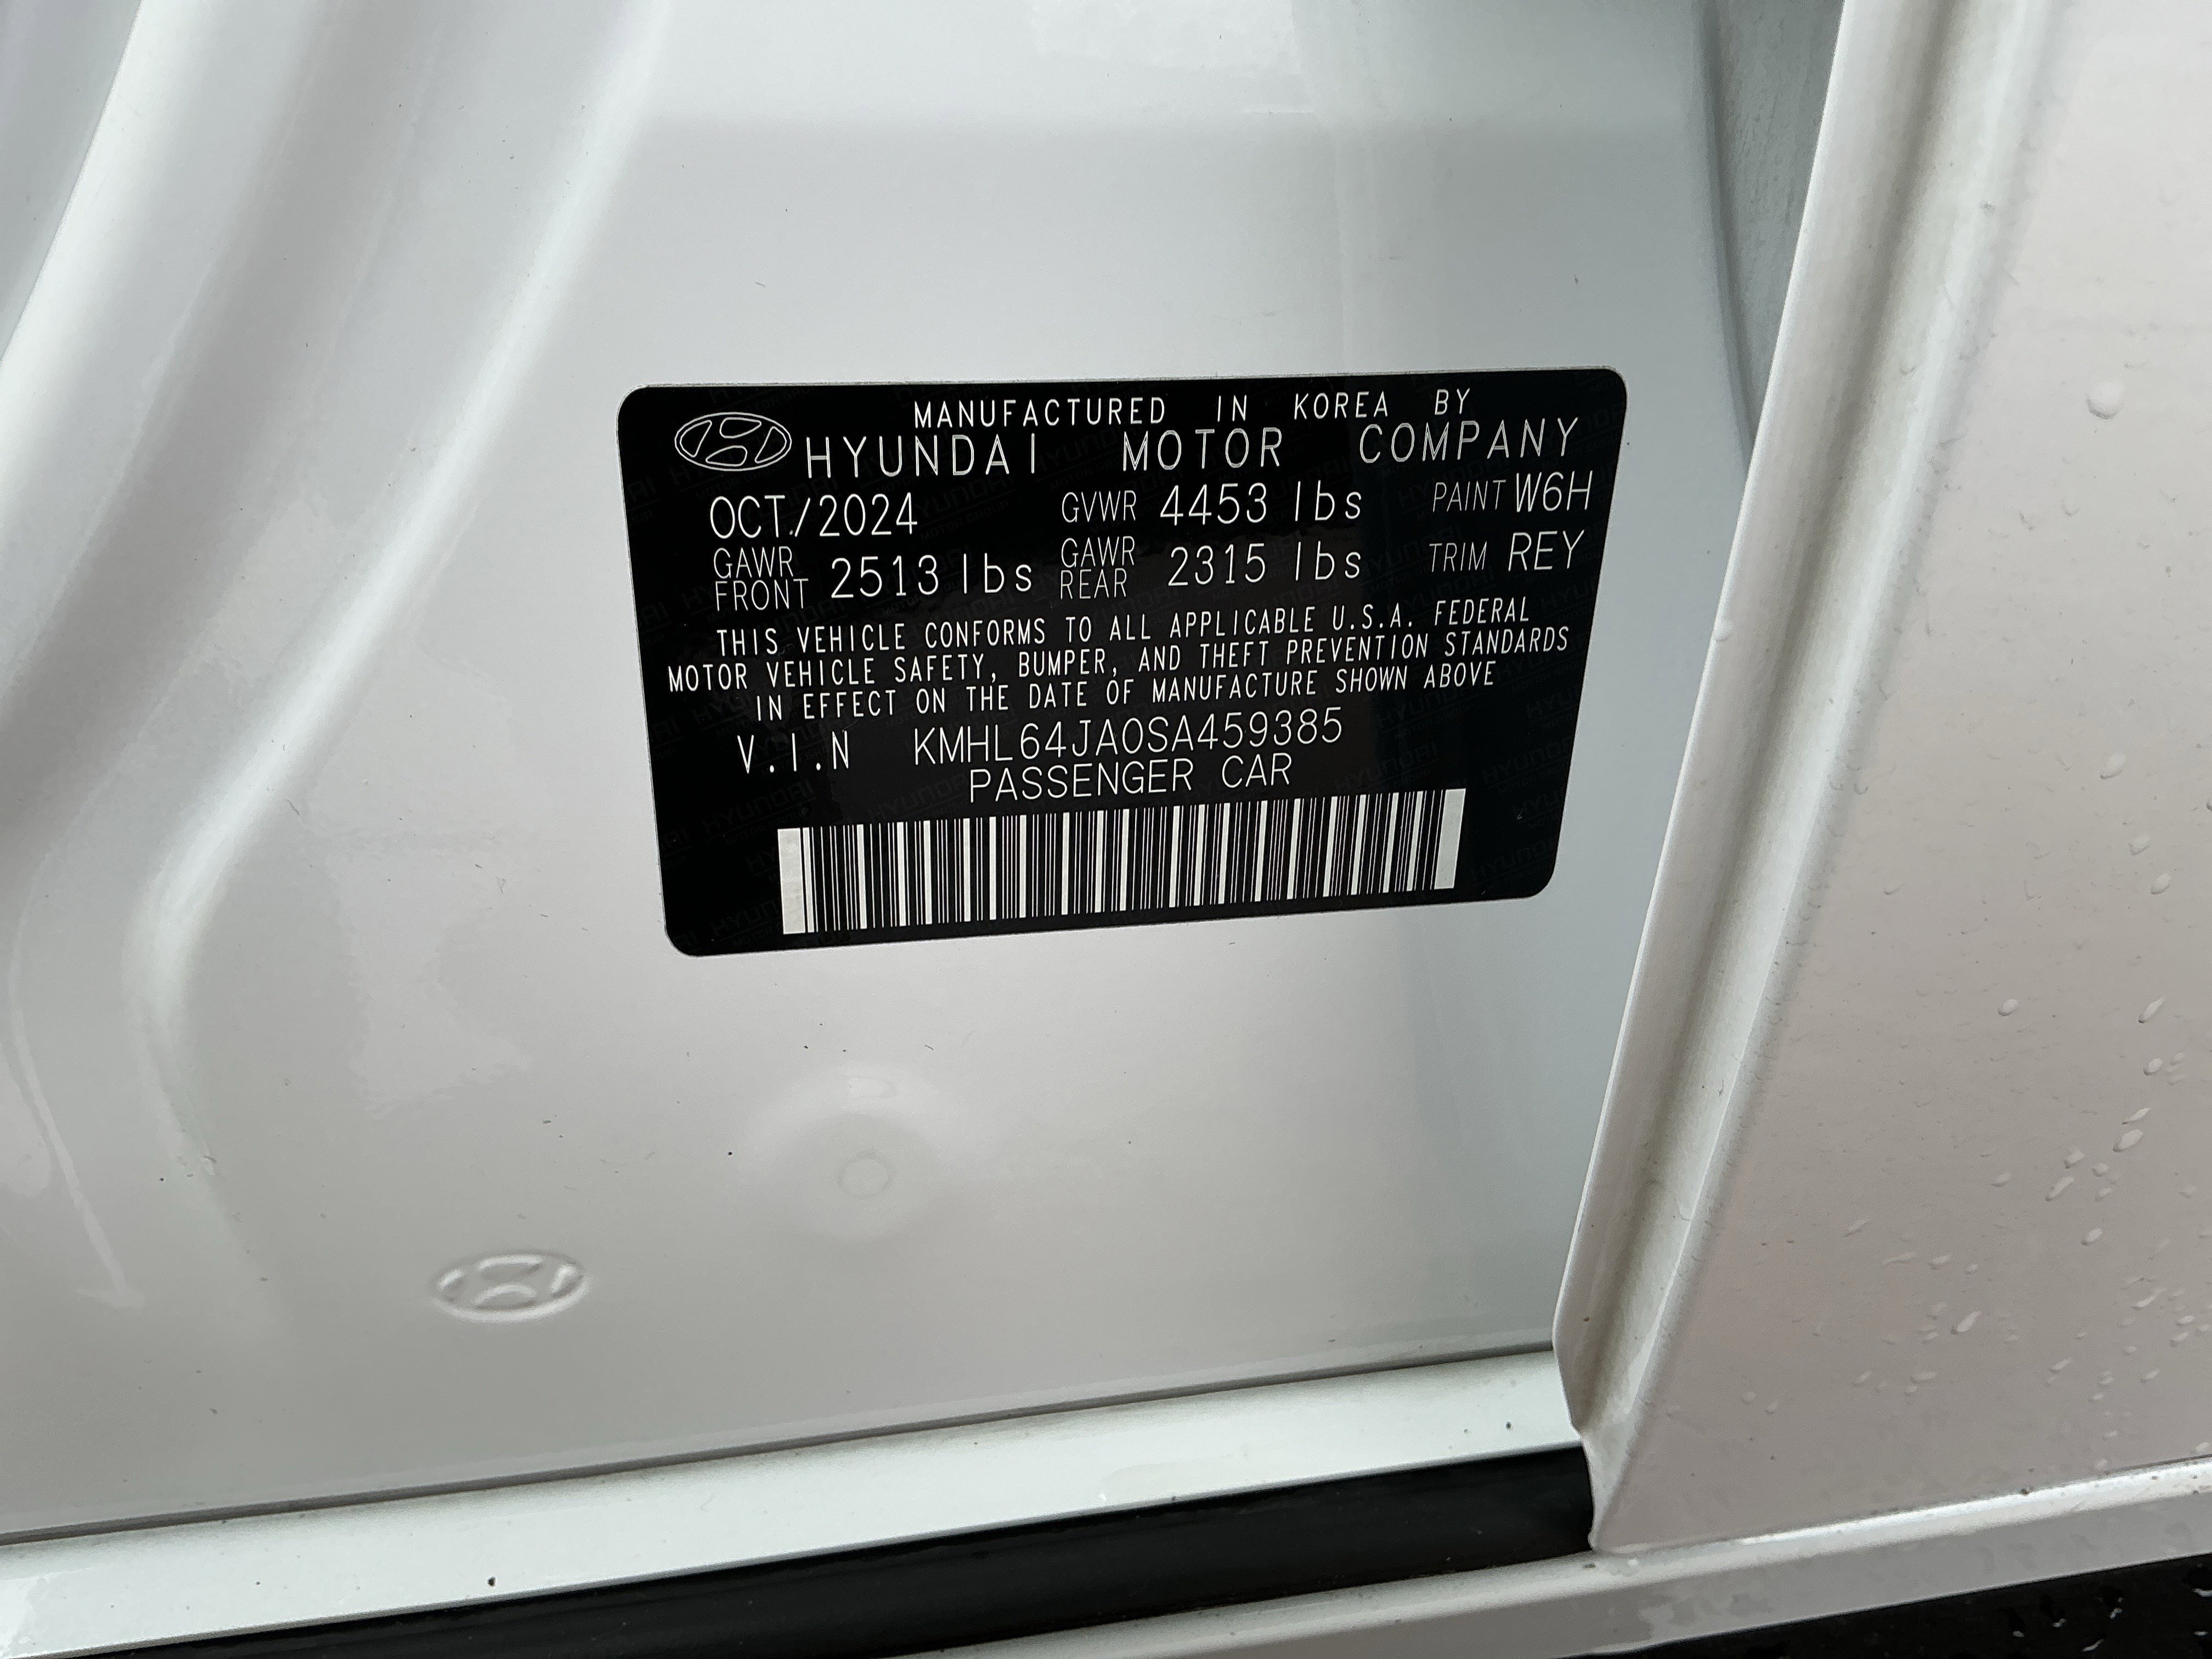 MANUFACTURED IN KOREA BY
HYUNDAI MOTOR COMPANY
OCT./2024 GVWR 4453 lbs PAINT W6H
GAWR FRONT 2513 lbs GAWR REAR 2315 lbs TRIM REY
THIS VEHICLE CONFORMS TO ALL APPLICABLE U.S.A. FEDERAL
MOTOR VEHICLE SAFETY, BUMPER, AND THEFT PREVENTION STANDARDS
IN EFFECT ON THE DATE OF MANUFACTURE SHOWN ABOVE
V.I.N KMHL64JA0SA459385
PASSENGER CAR